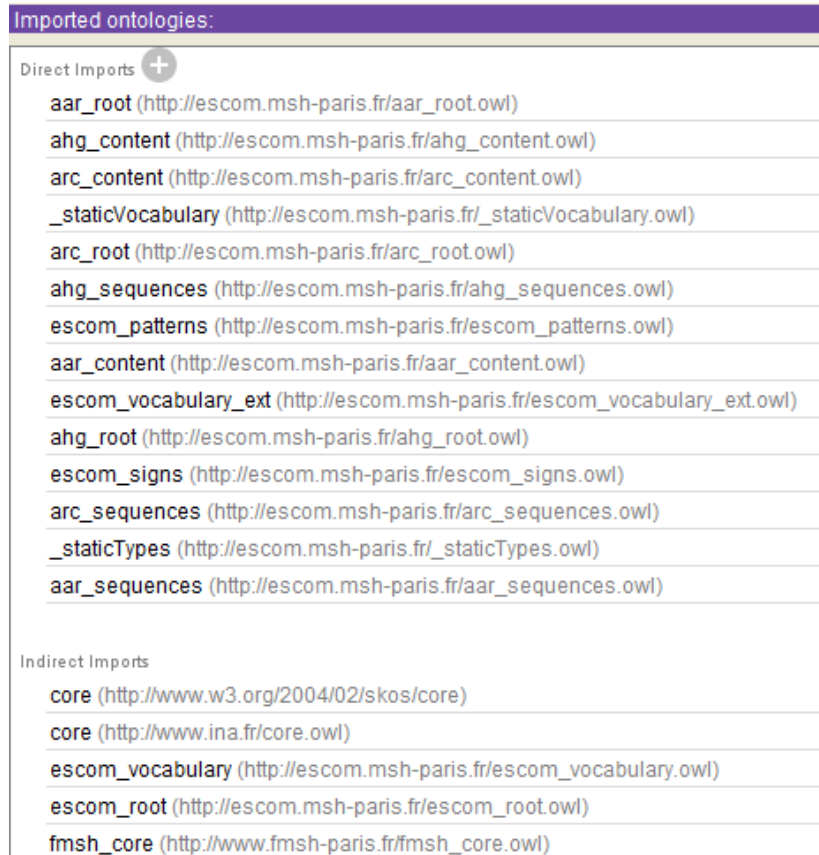 Imported ontologies:
Direct Imports
aar_root (http://escom.msh-paris.fr/aar_root.owl)
ahg_content (http://escom.msh-paris.fr/ahg_content.owl)
arc_content (http://escom.msh-paris.fr/arc_content.owl)
_staticVocabulary (http://escom.msh-paris.fr/_staticVocabulary.owl)
arc_root (http://escom.msh-paris.fr/arc_root.owl)
ahg_sequences (http://escom.msh-paris.fr/ahg_sequences.owl)
escom_patterns (http://escom.msh-paris.fr/escom_patterns.owl)
aar_content (http://escom.msh-paris.fr/aar_content.owl)
escom_vocabulary_ext (http://escom.msh-paris.fr/escom_vocabulary_ext.owl)
ahg_root (http://escom.msh-paris.fr/ahg_root.owl)
escom_signs (http://escom.msh-paris.fr/escom_signs.owl)
arc_sequences (http://escom.msh-paris.fr/arc_sequences.owl)
_staticTypes (http://escom.msh-paris.fr/_staticTypes.owl)
aar_sequences (http://escom.msh-paris.fr/aar_sequences.owl)
Indirect Imports
core (http://www.w3.org/2004/02/skos/core)
core (http://www.ina.fr/core.owl)
escom_vocabulary (http://escom.msh-paris.fr/escom_vocabulary.owl)
escom_root (http://escom.msh-paris.fr/escom_root.owl)
fmsh_core (http://www.fmsh-paris.fr/fmsh_core.owl)